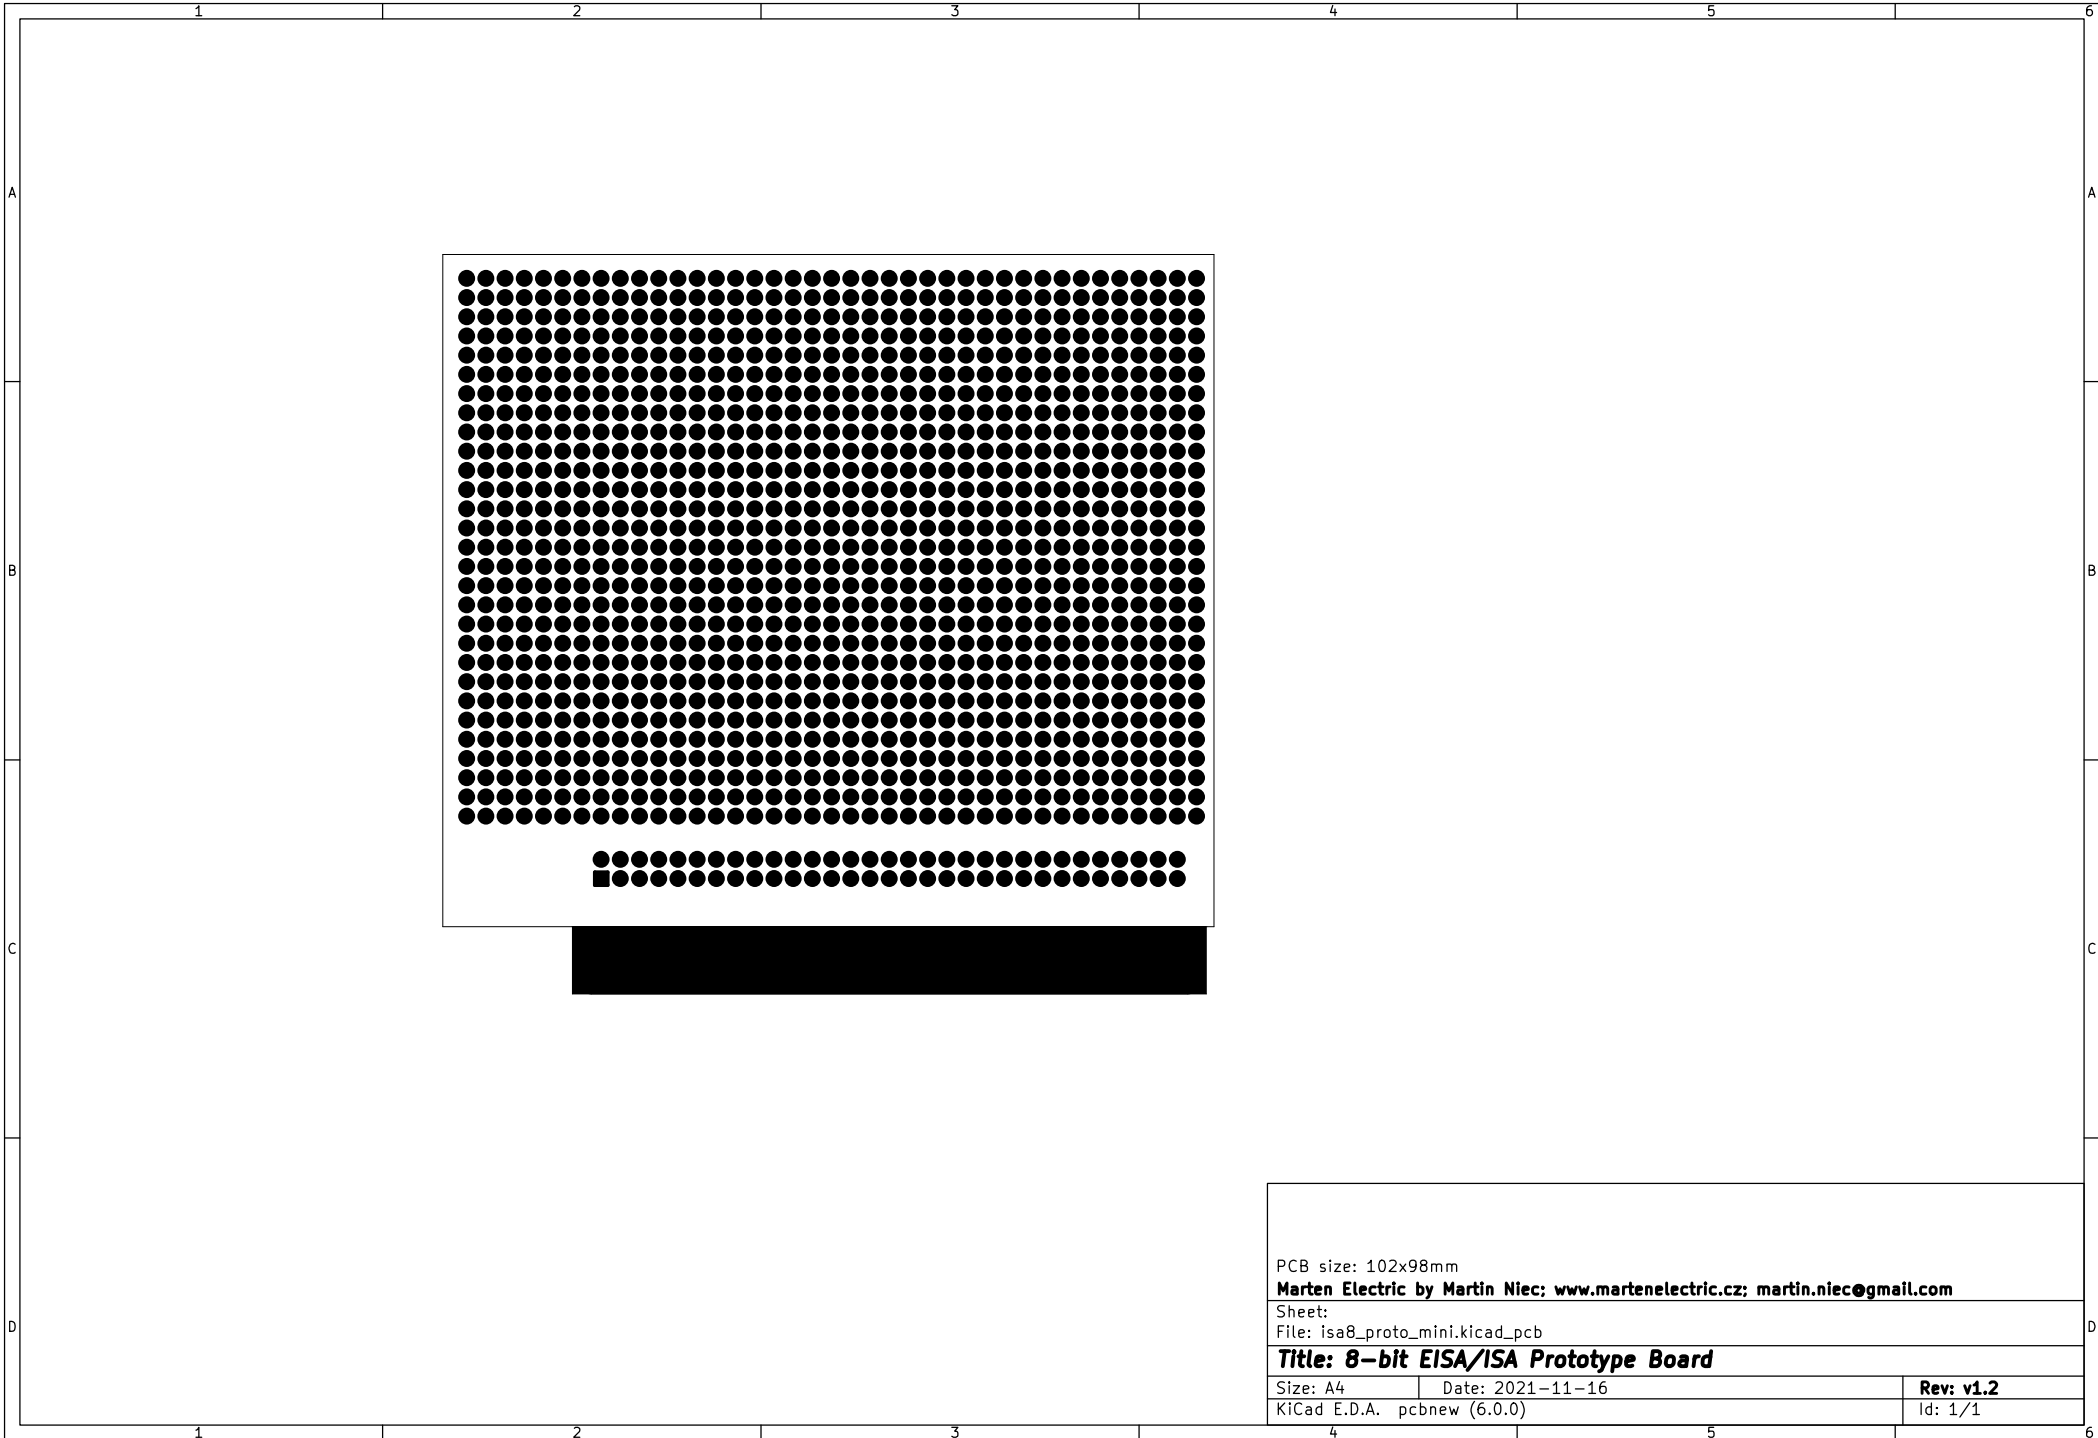 1 2 3 4 5 6
A A
B B
C C
PCB size: 102x98mm
Marten Electric by Martin Niec; www.martenelectric.cz; martin.niec@gmail.com
Sheet:
D D
File: isa8_proto_mini.kicad_pcb
Title: 8-bit EISA/ISA Prototype Board
Size: A4 Date: 2021-11-16 Rev: v1.2
KiCad E.D.A. pcbnew (6.0.0) Id: 1/1
1 2 3 4 5 6